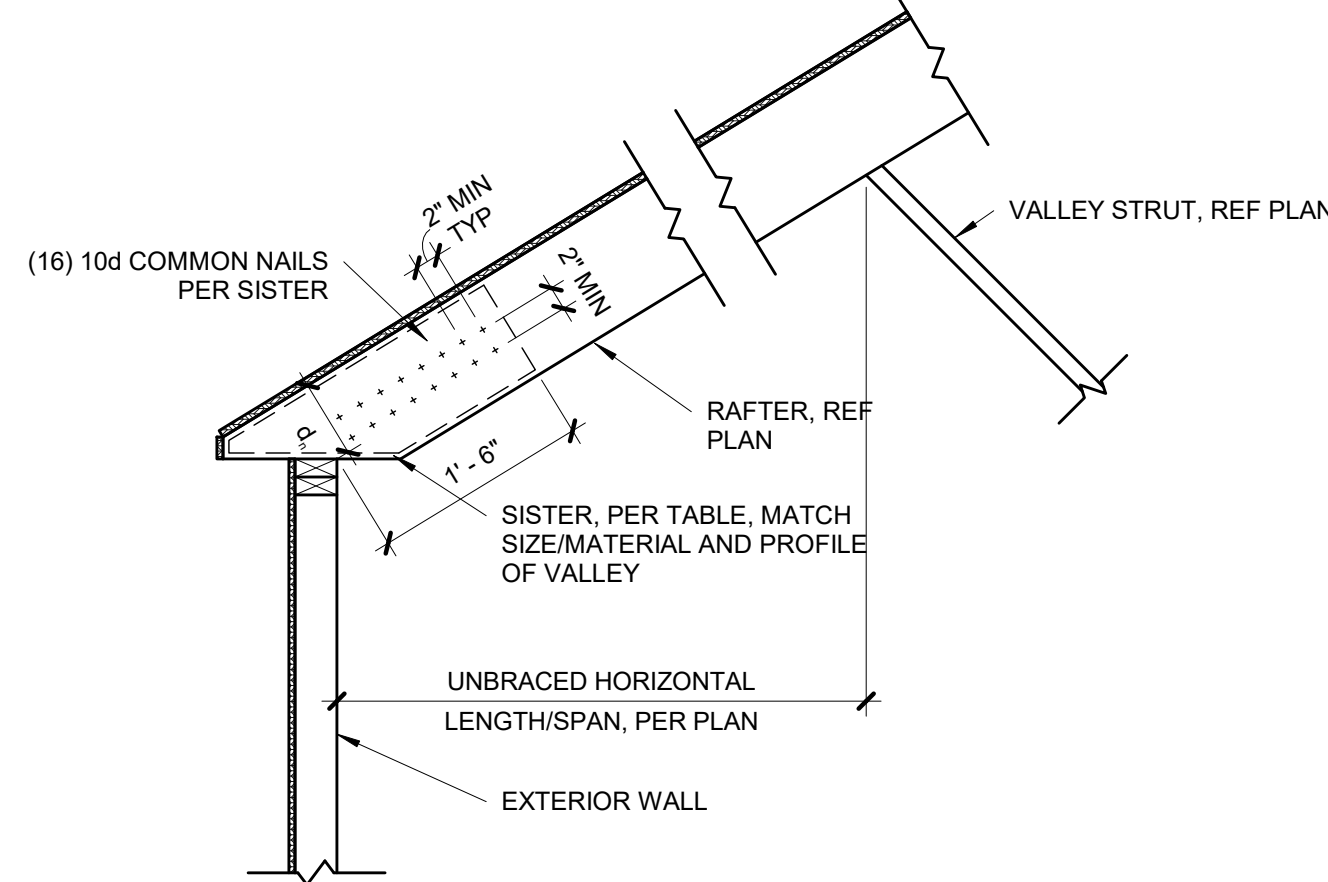 2" MIN
TYP
(16) 10d COMMON NAILS
PER SISTER
2" MIN
VALLEY STRUT, REF PLAN
RAFTER, REF
PLAN
dn
1' - 6"
SISTER, PER TABLE, MATCH
SIZE/MATERIAL AND PROFILE
OF VALLEY
UNBRACED HORIZONTAL
LENGTH/SPAN, PER PLAN
EXTERIOR WALL